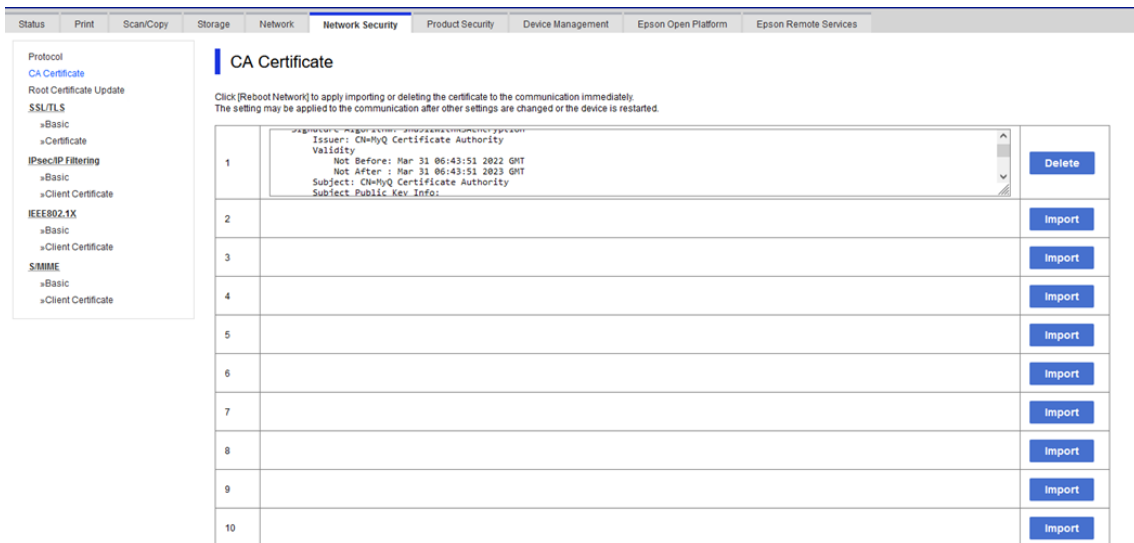 Status Print Scan/Copy Storage Network Network Security Product Security Device Management Epson Open Platform Epson Remote Services
Protocol
CA Certificate
Root Certificate Update
SSL/TLS
»Basic
»Certificate
IPsec/IP Filtering
»Basic
»Client Certificate
IEEE802.1X
»Basic
»Client Certificate
S/MIME
»Basic
»Client Certificate
CA Certificate
Click [Reboot Network] to apply importing or deleting the certificate to the communication immediately.
The setting may be applied to the communication after other settings are changed or the device is restarted.
1
Signature Algorithm: sha512WithRSAEncryption
Issuer: CN=MyQ Certificate Authority
Validity
Not Before: Mar 31 06:43:51 2022 GMT
Not After : Mar 31 06:43:51 2023 GMT
Subject: CN=MyQ Certificate Authority
Subject Public Key Info:
Delete
2 Import
3 Import
4 Import
5 Import
6 Import
7 Import
8 Import
9 Import
10 Import